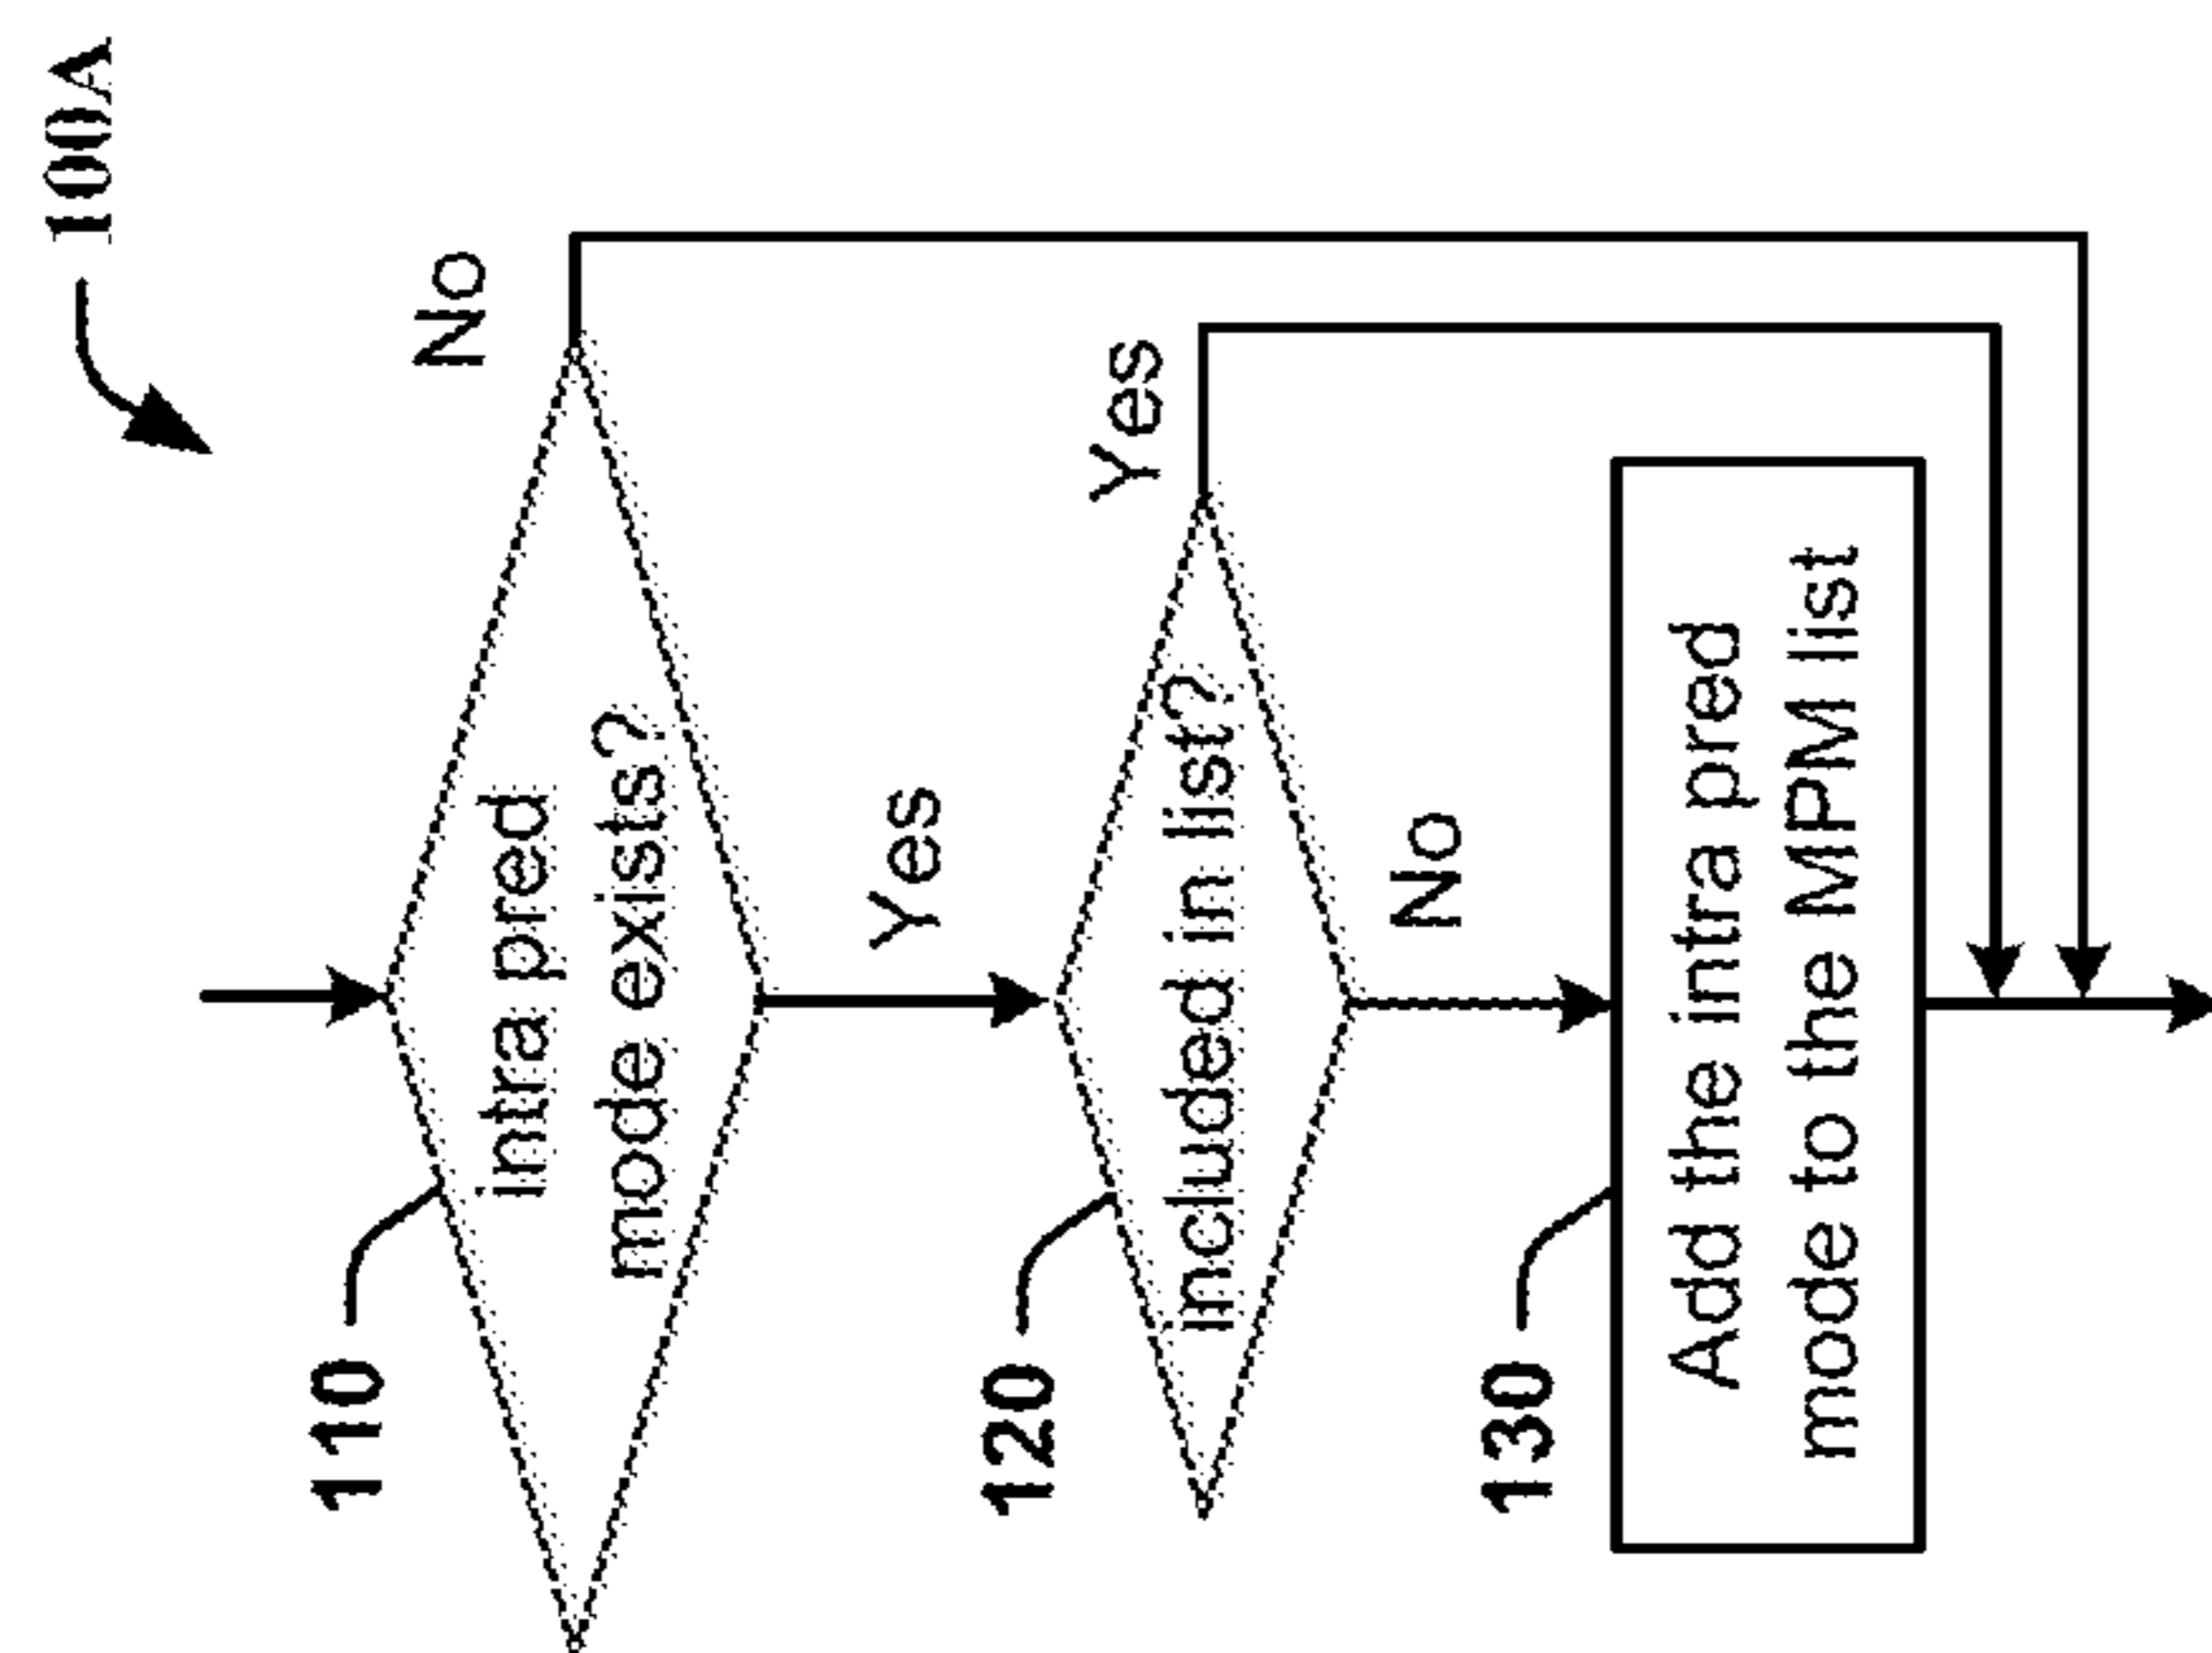 100A
110
intra pred
mode exists?
No
Yes
120
included in list?
Yes
No
130
Add the intra pred
mode to the MPM list